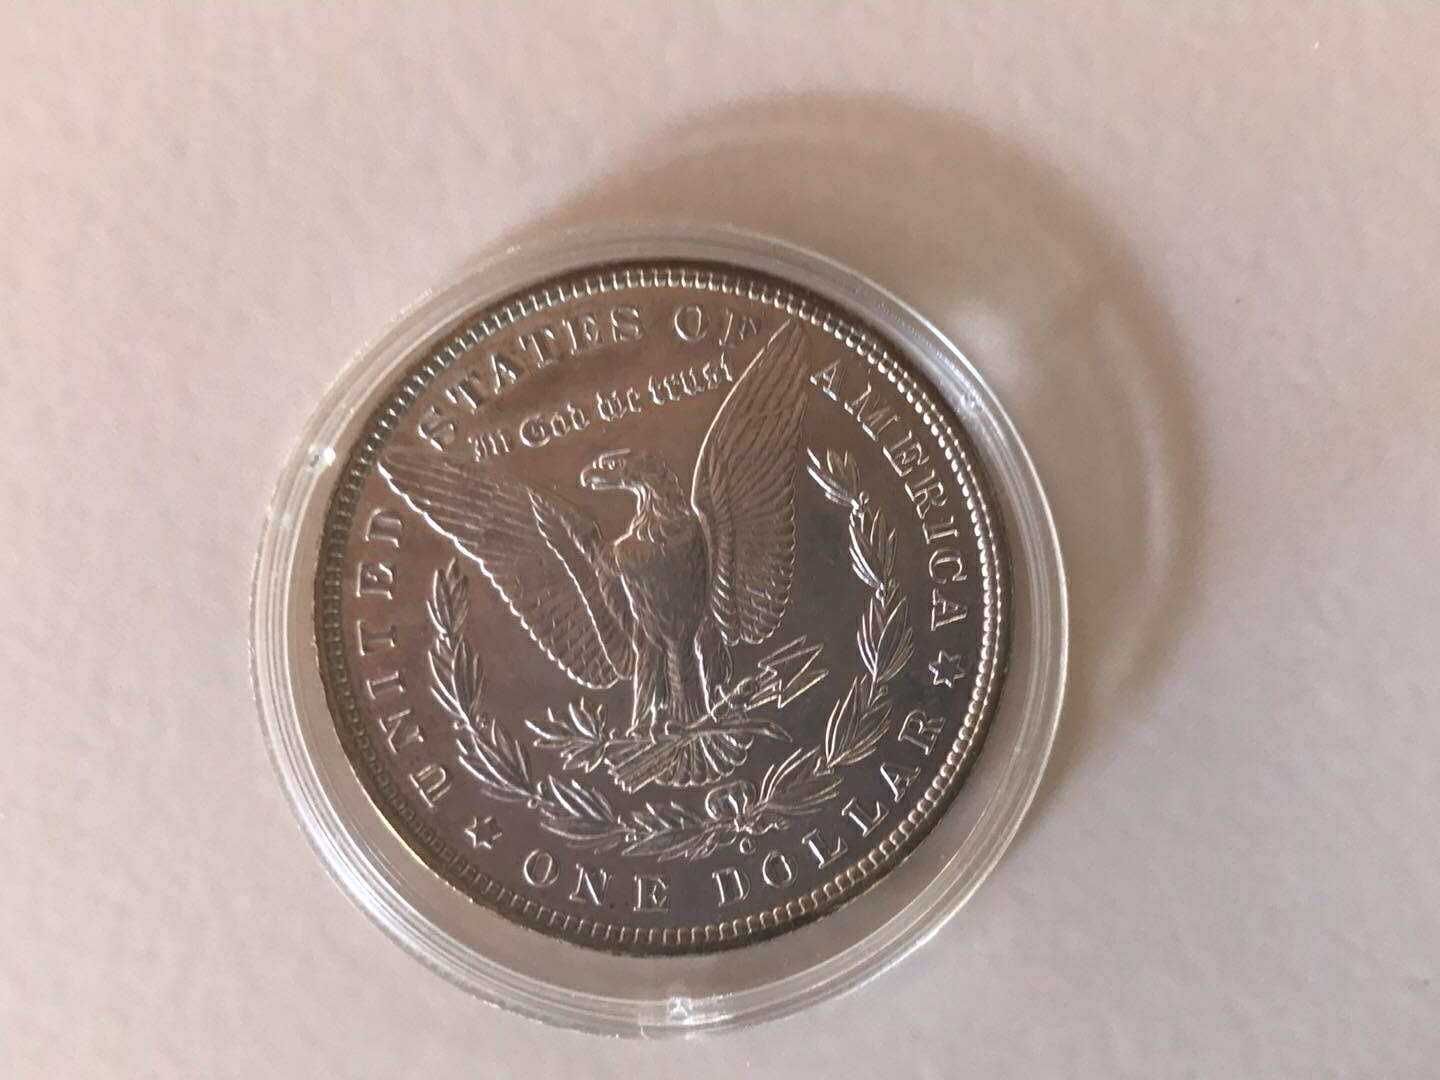 UNITED STATES OF AMERICA
In God We trust
O
ONE DOLLAR